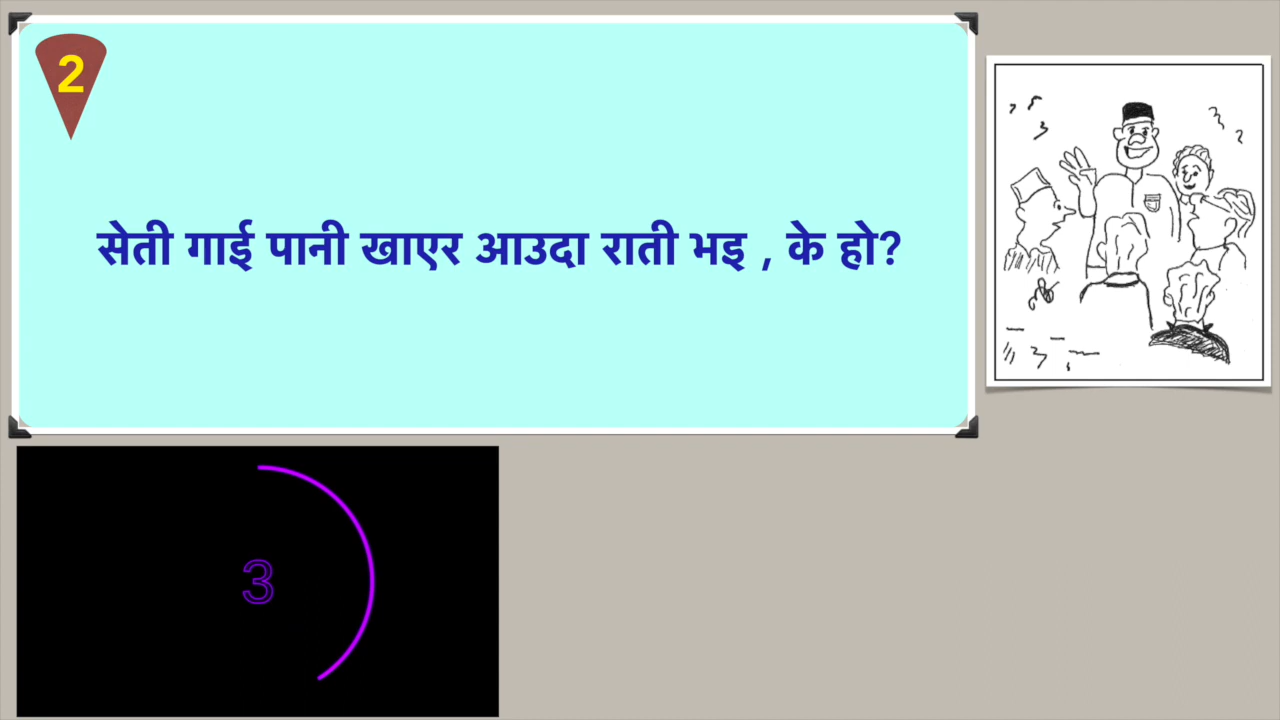 2
सेती गाई पानी खाएर आउदा राती भइ , के हो?
3